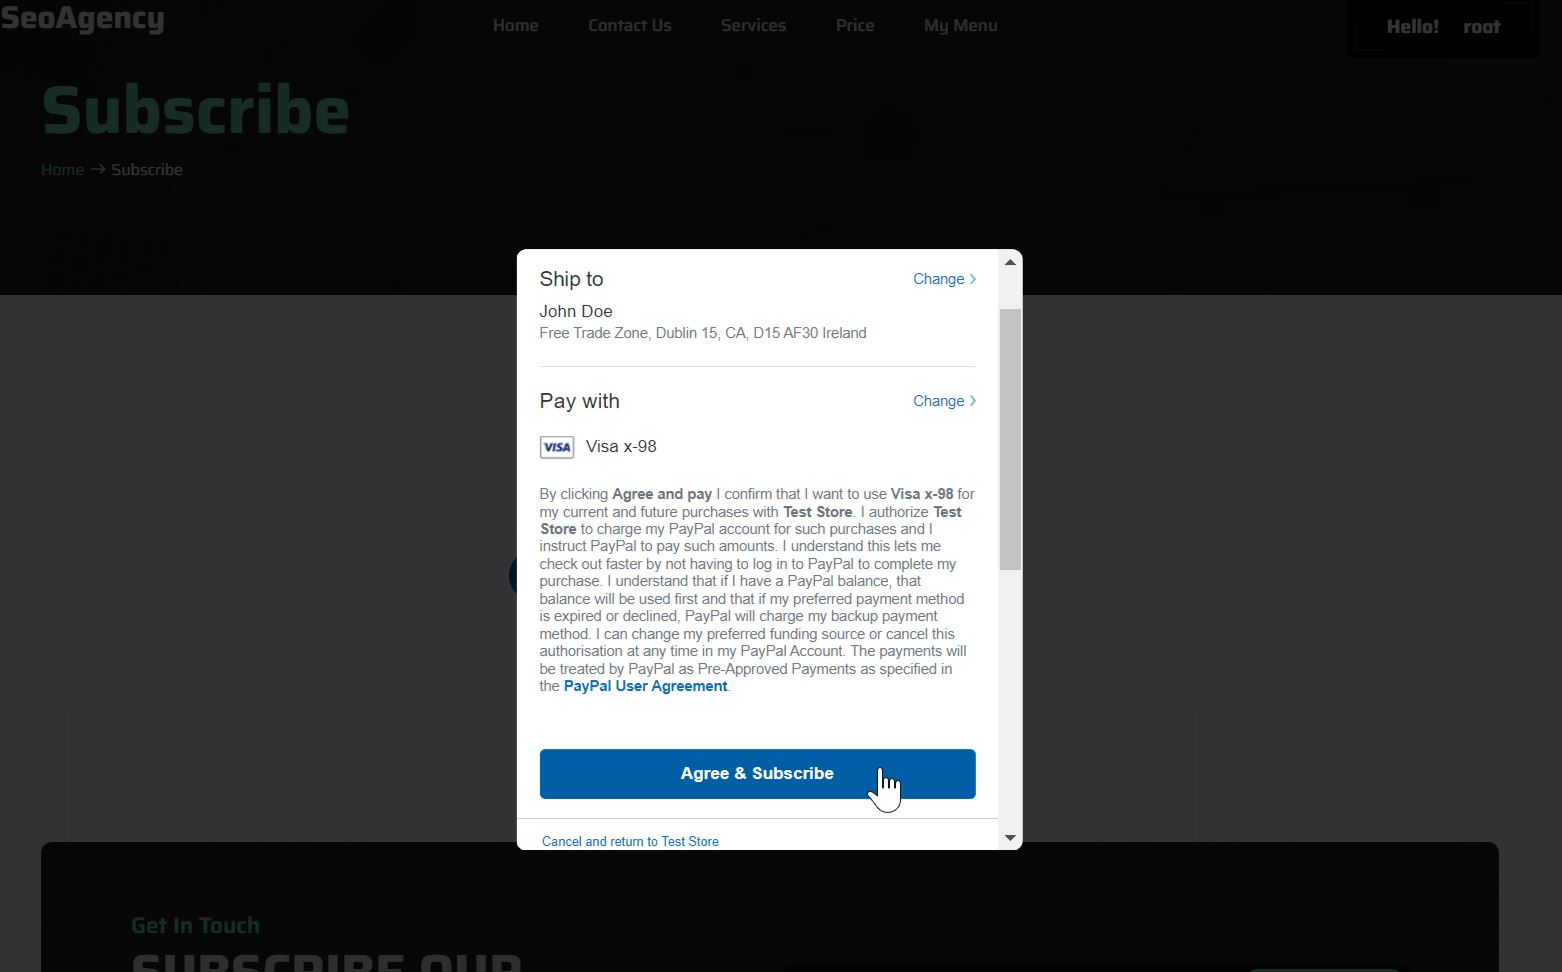 SeoAgency
Home
Contact Us
Services
Price
My Menu
Hello! root
Subscribe
Home → Subscribe
Ship to
Change >
John Doe
Free Trade Zone, Dublin 15, CA, D15 AF30 Ireland
Pay with
Change >
VISA Visa x-98
By clicking Agree and pay I confirm that I want to use Visa x-98 for
my current and future purchases with Test Store. I authorize Test
Store to charge my PayPal account for such purchases and I
instruct PayPal to pay such amounts. I understand this lets me
check out faster by not having to log in to PayPal to complete my
purchase. I understand that if I have a PayPal balance, that
balance will be used first and that if my preferred payment method
is expired or declined, PayPal will charge my backup payment
method. I can change my preferred funding source or cancel this
authorisation at any time in my PayPal Account. The payments will
be treated by PayPal as Pre-Approved Payments as specified in
the PayPal User Agreement.
Agree & Subscribe
Cancel and return to Test Store
Get In Touch
SUBSCRIBE OUR